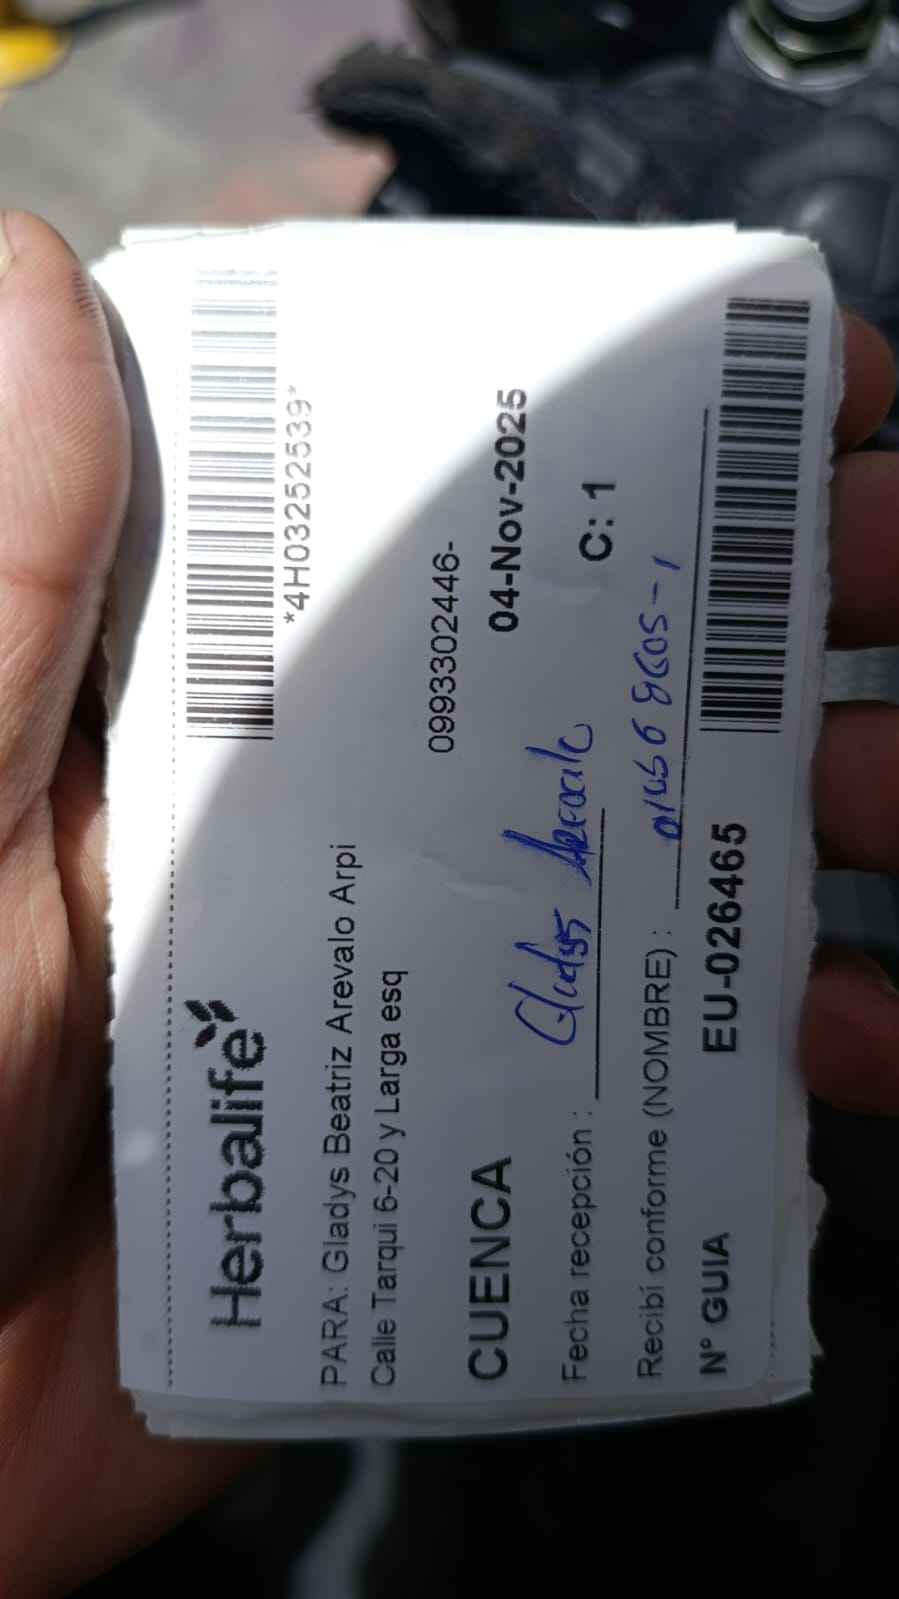 *4H03252539*
Herbalife
PARA: Gladys Beatriz Arevalo Arpi
Calle Tarqui 6-20 y Larga esq
0993302446-
CUENCA
04-Nov-2025
Fecha recepción : Gladys Arevalo
C: 1
Recibí conforme (NOMBRE) :
N° GUIA EU-026465